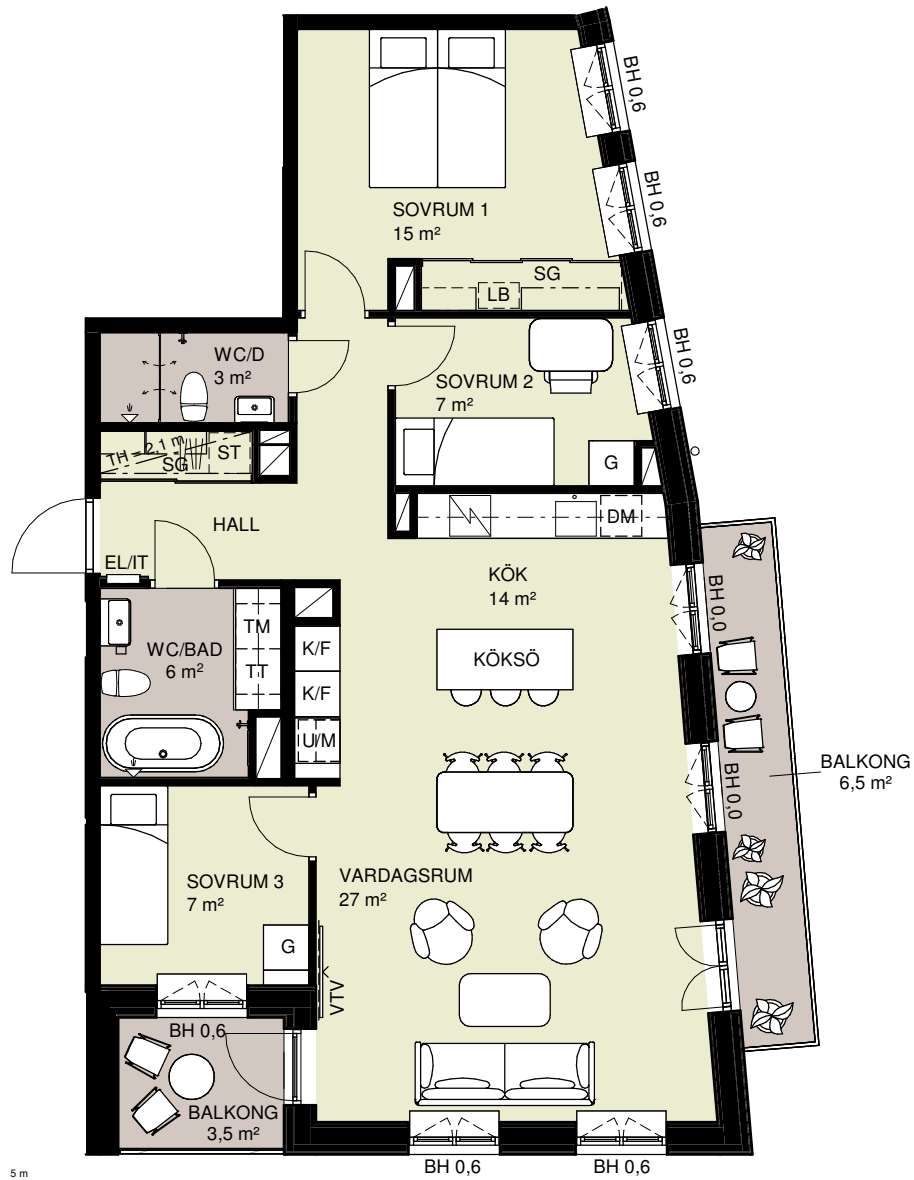 BH 0,6
BH 0,6
SOVRUM 1
15 m²
SG
LB
BH 0,6
WC/D
3 m²
SOVRUM 2
7 m²
TH = 2,1 m
SG
ST
G
HALL
DM
EL/IT
KÖK
14 m²
BH 0,0
TM
WC/BAD
6 m²
TT
K/F
K/F
KÖKSÖ
U/M
BH 0,0
BALKONG
6,5 m²
SOVRUM 3
7 m²
VARDAGSRUM
27 m²
G
VTV
BH 0,6
BALKONG
3,5 m²
BH 0,6
BH 0,6
5 m